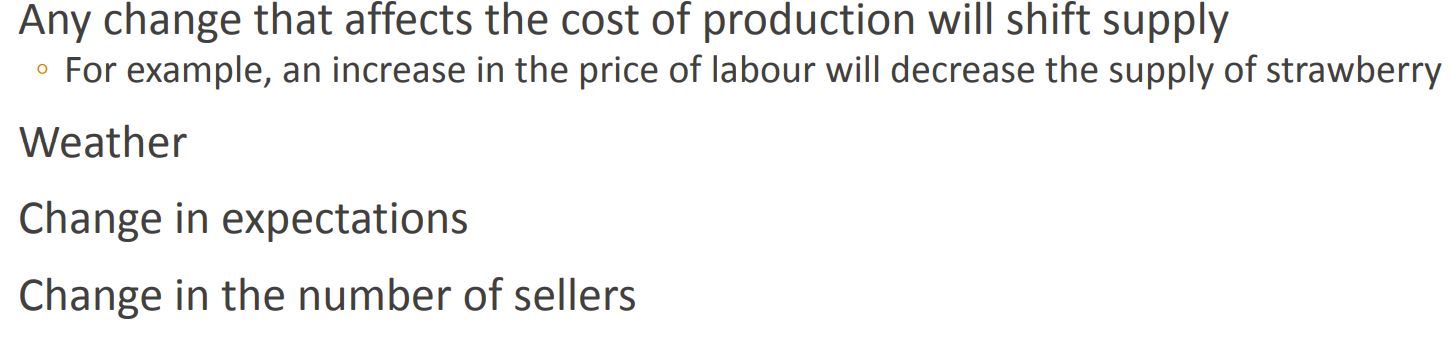 Any change that affects the cost of production will shift supply
◦ For example, an increase in the price of labour will decrease the supply of strawberry
Weather
Change in expectations
Change in the number of sellers